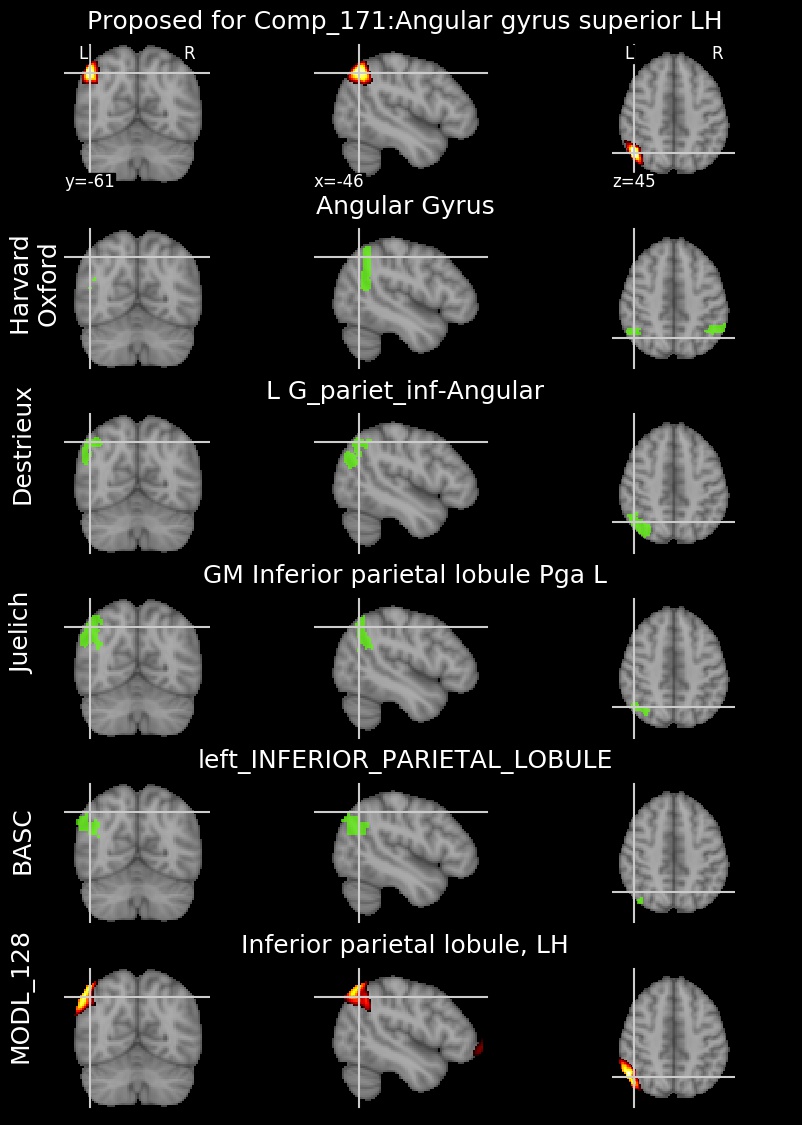 Proposed for Comp_171:Angular gyrus superior LH
L R L R
y=-61 x=-46 z=45
Angular Gyrus
Harvard
Oxford
L G_pariet_inf-Angular
Destrieux
GM Inferior parietal lobule Pga L
Juelich
left_INFERIOR_PARIETAL_LOBULE
BASC
Inferior parietal lobule, LH
MODL_128